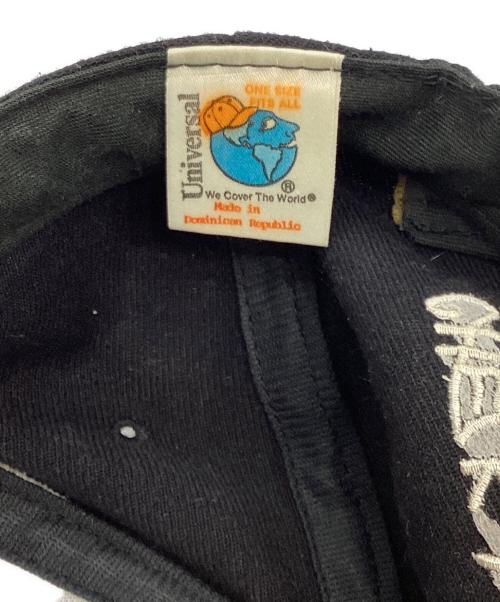 ONE SIZE
FITS ALL
Universal
®
We Cover The World®
Made in
Dominican Republic